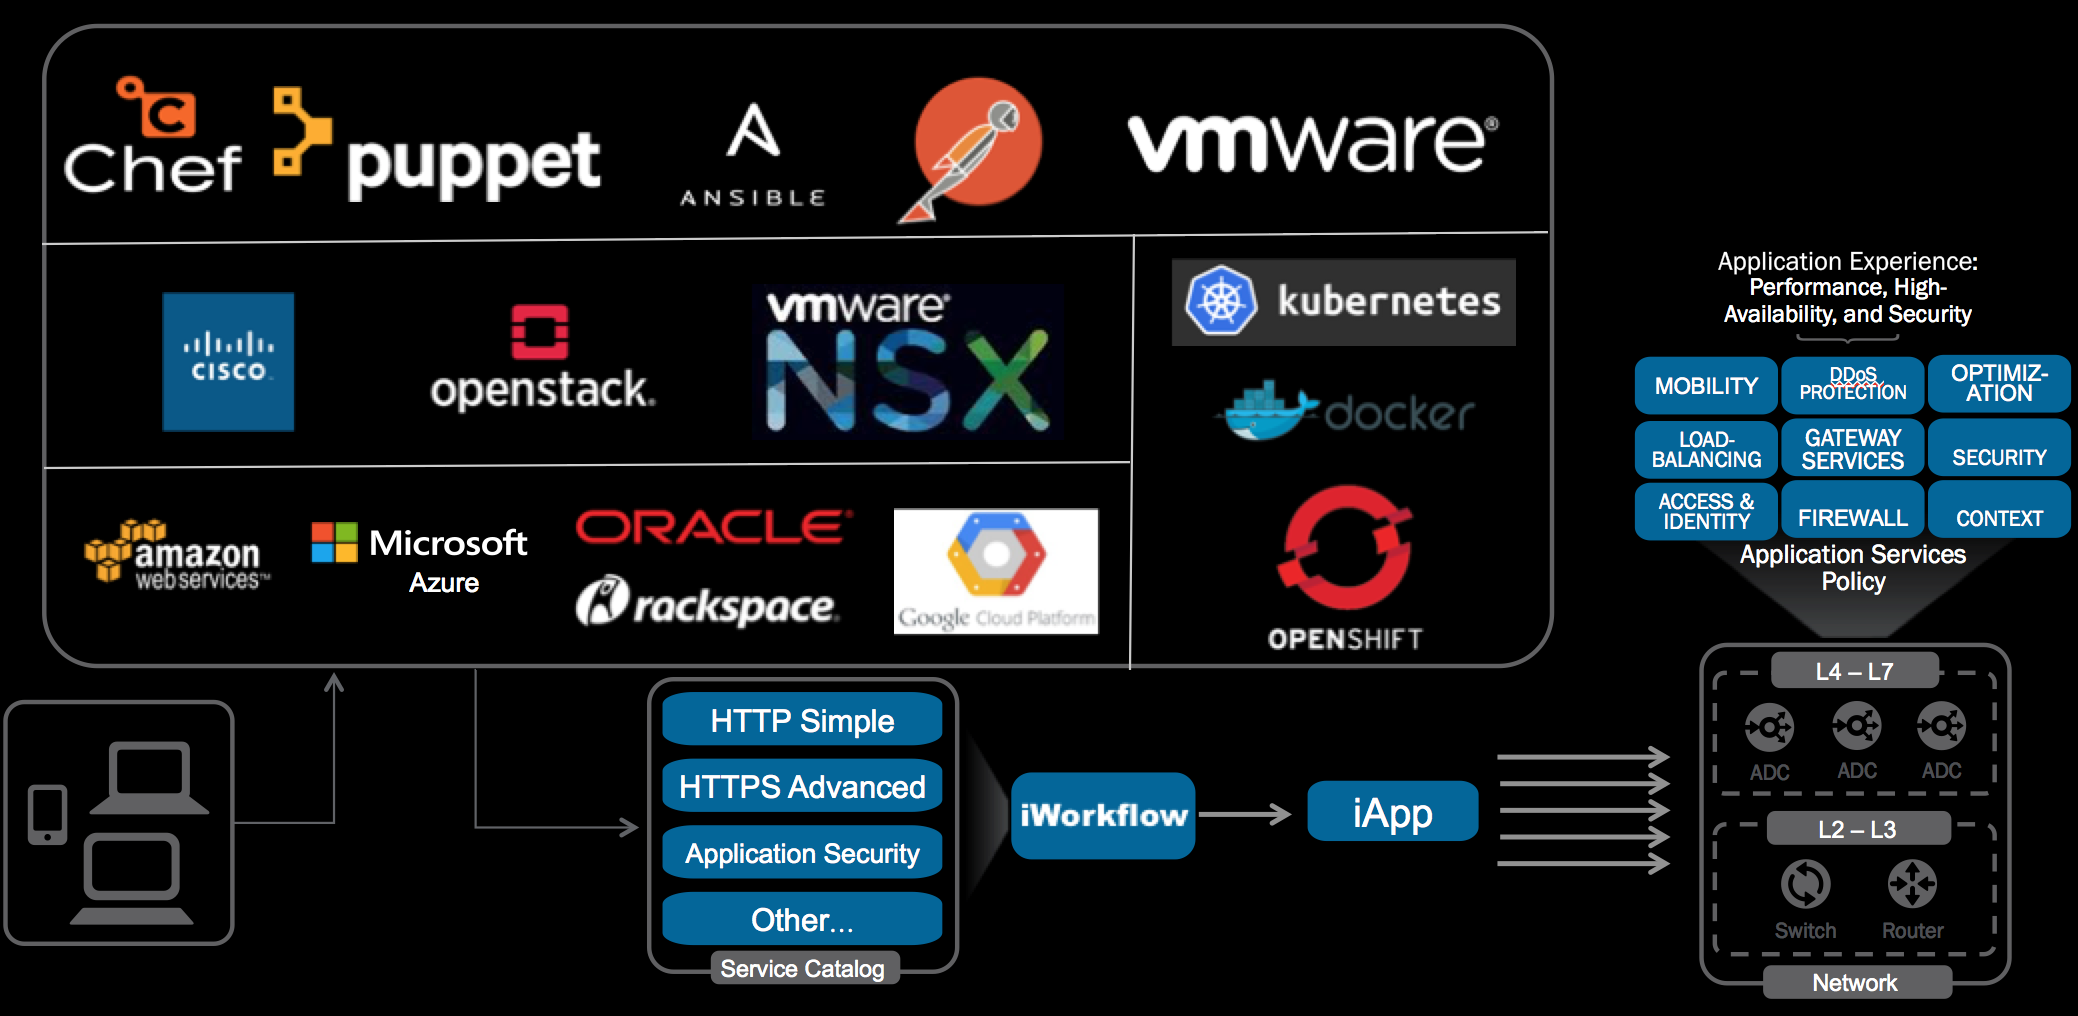 Chef
puppet
ANSIBLE
vmware®
CISCO
openstack.
vmware®
NSX
kubernetes
docker
amazon
webservices™
Microsoft
Azure
ORACLE®
rackspace.
Google Cloud Platform
OPENSHIFT
Application Experience:
Performance, High-
Availability, and Security
MOBILITY
DDoS
PROTECTION
OPTIMIZ-
ATION
LOAD-
BALANCING
GATEWAY
SERVICES
SECURITY
ACCESS &
IDENTITY
FIREWALL
CONTEXT
Application Services
Policy
HTTP Simple
HTTPS Advanced
Application Security
Other...
Service Catalog
iWorkflow
iApp
L4 – L7
ADC
ADC
ADC
L2 – L3
Switch
Router
Network